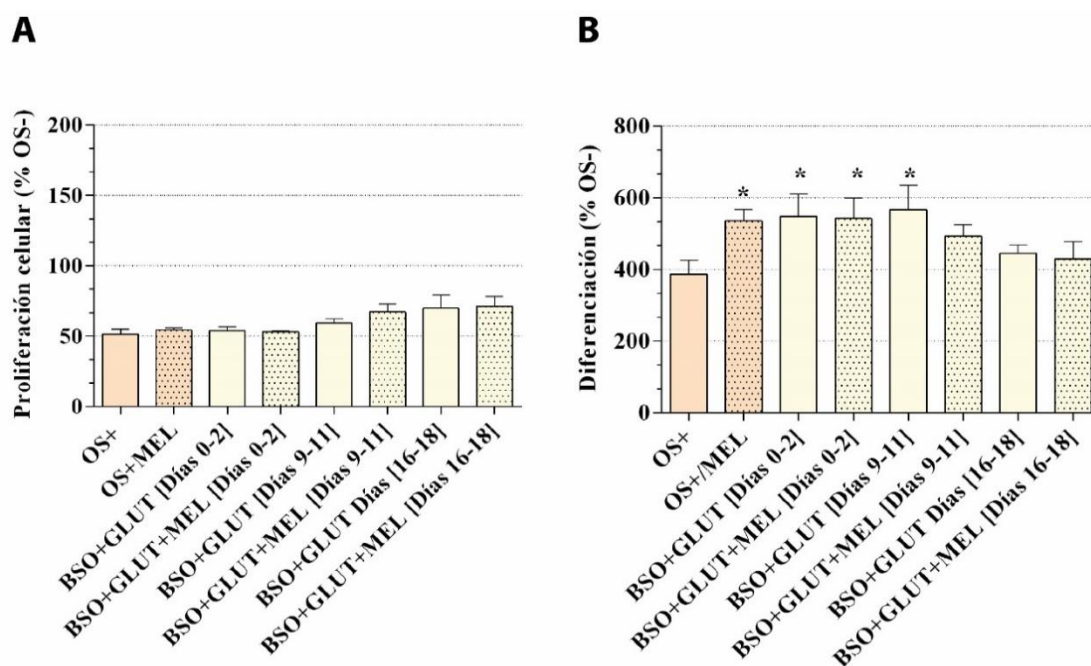 A
Proliferación celular (% OS-)
200
150
100
50
0
OS+
OS+MEL
BSO+GLUT [Días 0-2]
BSO+GLUT+MEL [Días 0-2]
BSO+GLUT [Días 9-11]
BSO+GLUT+MEL [Días 9-11]
BSO+GLUT Días [16-18]
BSO+GLUT+MEL [Días 16-18]
B
Diferenciación (% OS-)
800
600
400
200
0
* * * *
OS+
OS+/MEL
BSO+GLUT [Días 0-2]
BSO+GLUT+MEL [Días 0-2]
BSO+GLUT [Días 9-11]
BSO+GLUT+MEL [Días 9-11]
BSO+GLUT Días [16-18]
BSO+GLUT+MEL [Días 16-18]